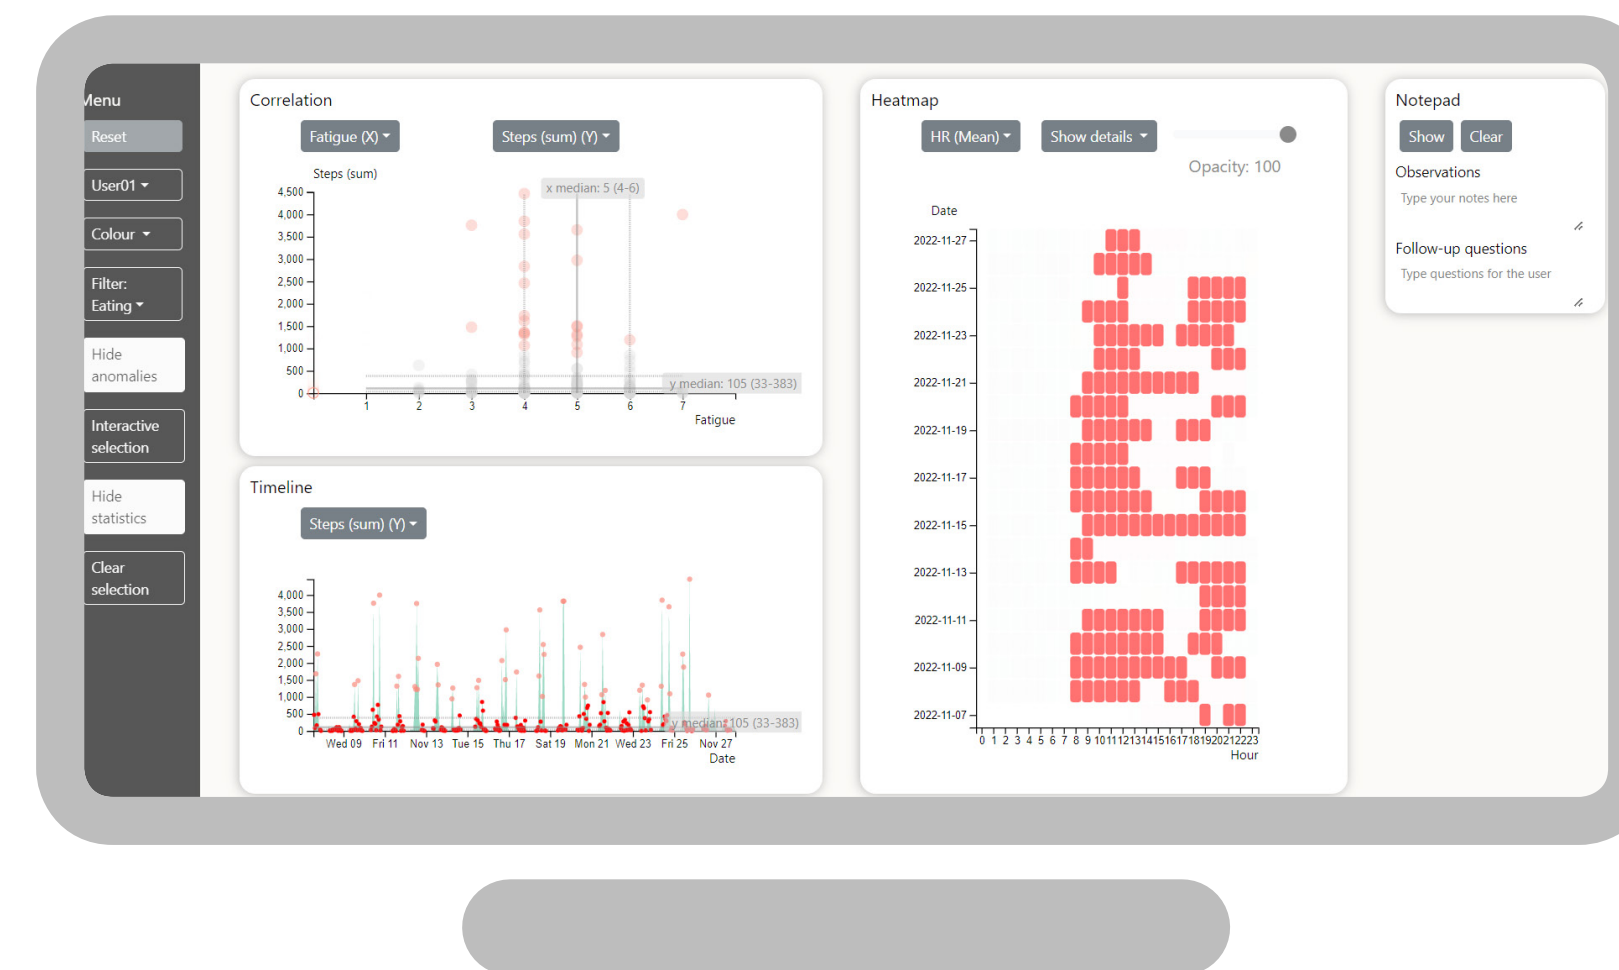 Menu
Reset
User01
Colour
Filter:
Eating
Hide
anomalies
Interactive
selection
Hide
statistics
Clear
selection
Correlation
Fatigue (X)
Steps (sum) (Y)
Steps (sum)
x median: 5 (4-6)
4,500
4,000
3,500
3,000
2,500
2,000
1,500
1,000
500
0
y median: 105 (33-383)
1 2 3 4 5 6 7
Fatigue
Timeline
Steps (sum) (Y)
4,000
3,500
3,000
2,500
2,000
1,500
1,000
500
0
y median: 105 (33-383)
Wed 09 Fri 11 Nov 13 Tue 15 Thu 17 Sat 19 Mon 21 Wed 23 Fri 25 Nov 27
Date
Heatmap
HR (Mean)
Show details
Opacity: 100
Date
2022-11-27
2022-11-25
2022-11-23
2022-11-21
2022-11-19
2022-11-17
2022-11-15
2022-11-13
2022-11-11
2022-11-09
2022-11-07
0 1 2 3 4 5 6 7 8 9 10 11 12 13 14 15 16 17 18 19 20 21 22 23
Hour
Notepad
Show Clear
Observations
Type your notes here
Follow-up questions
Type questions for the user